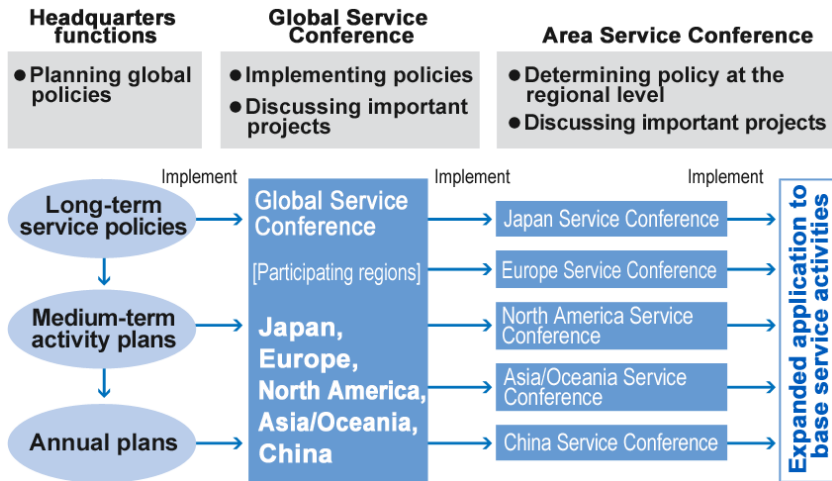 Headquarters
functions
● Planning global
policies
Global Service
Conference
● Implementing policies
● Discussing important
projects
Area Service Conference
● Determining policy at the
regional level
● Discussing important projects
Implement
Implement
Implement
Long-term
service policies
Medium-term
activity plans
Annual plans
Global Service
Conference
[Participating regions]
Japan,
Europe,
North America,
Asia/Oceania,
China
Japan Service Conference
Europe Service Conference
North America Service
Conference
Asia/Oceania Service
Conference
China Service Conference
Expanded application to
base service activities